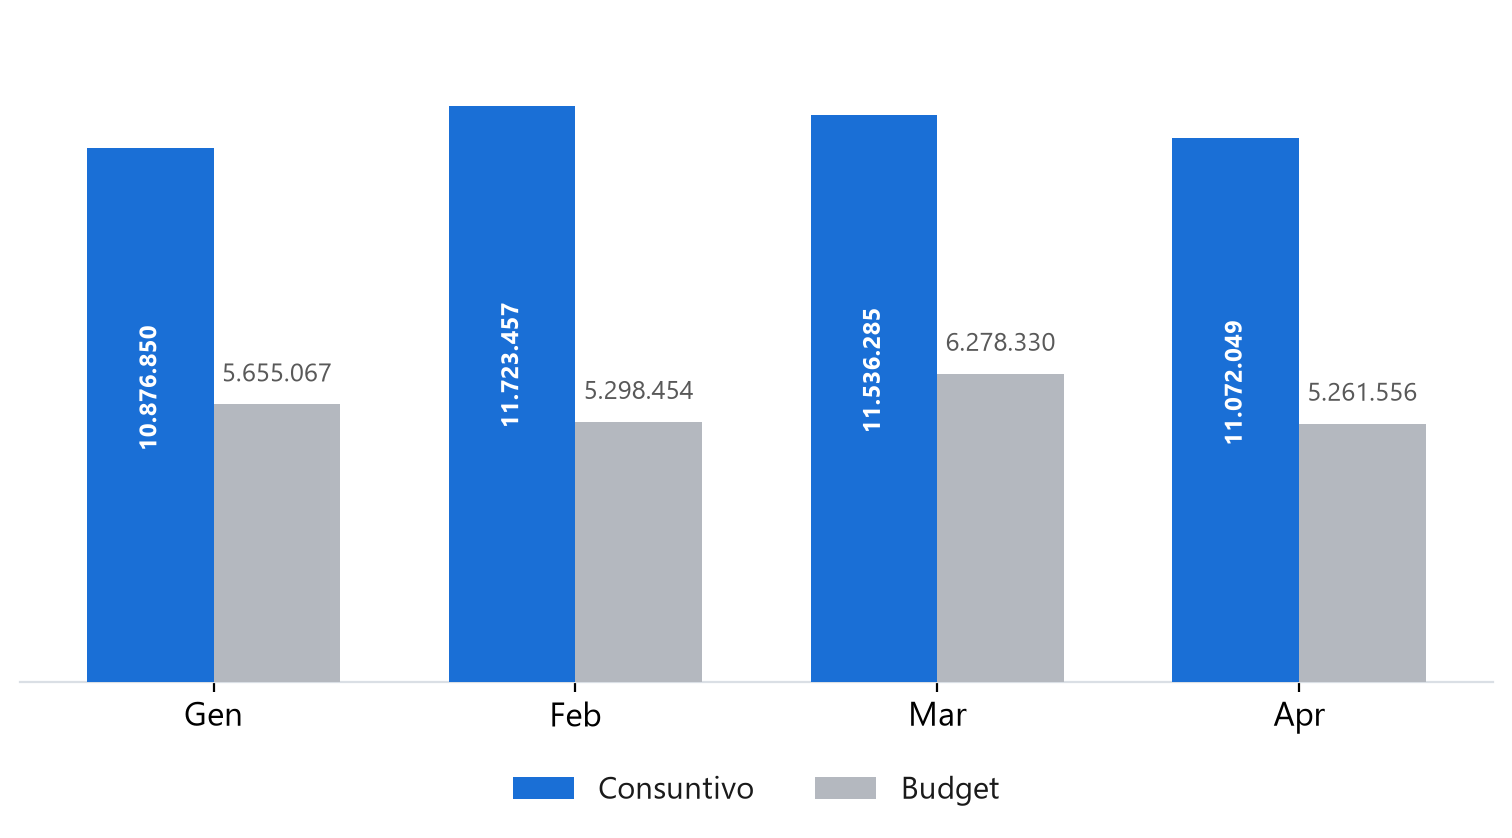 10.876.850
5.655.067
11.723.457
5.298.454
11.536.285
6.278.330
11.072.049
5.261.556
Gen
Feb
Mar
Apr
Consuntivo
Budget